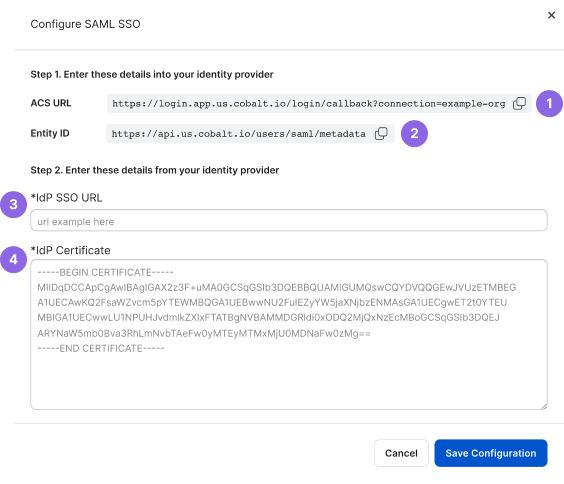 Configure SAML SSO
Step 1. Enter these details into your identity provider
ACS URL https://login.app.us.cobalt.io/login/callback?connection=example-org 1
Entity ID https://api.us.cobalt.io/users/saml/metadata 2
Step 2. Enter these details from your identity provider
3 *IdP SSO URL
url example here
4 *IdP Certificate
-----BEGIN CERTIFICATE-----
MIIDqDCCApCgAwIBAgIGAX2z3F+uMA0GCSqGSIb3DQEBBQUAMIGUMQswCQYDVQQGEwJVUzETMBEG
A1UECAwKQ2FsaWZvcm5pYTEWMBQGA1UEBwwNU2FuIEZyYW5jaXNjbzENMAsGA1UECgwET2t0YTEU
MBIGA1UECwwLU1NPUHJvdmlkZXIxFTATBgNVBAMMDGRldi0xODQ2MjQxNzEcMBoGCSqGSIb3DQEJ
ARYNaW5mb0Bva3RhLmNvbTAeFw0yMTEyMTMxMjU0MDNaFw0zMg==
-----END CERTIFICATE-----
Cancel Save Configuration